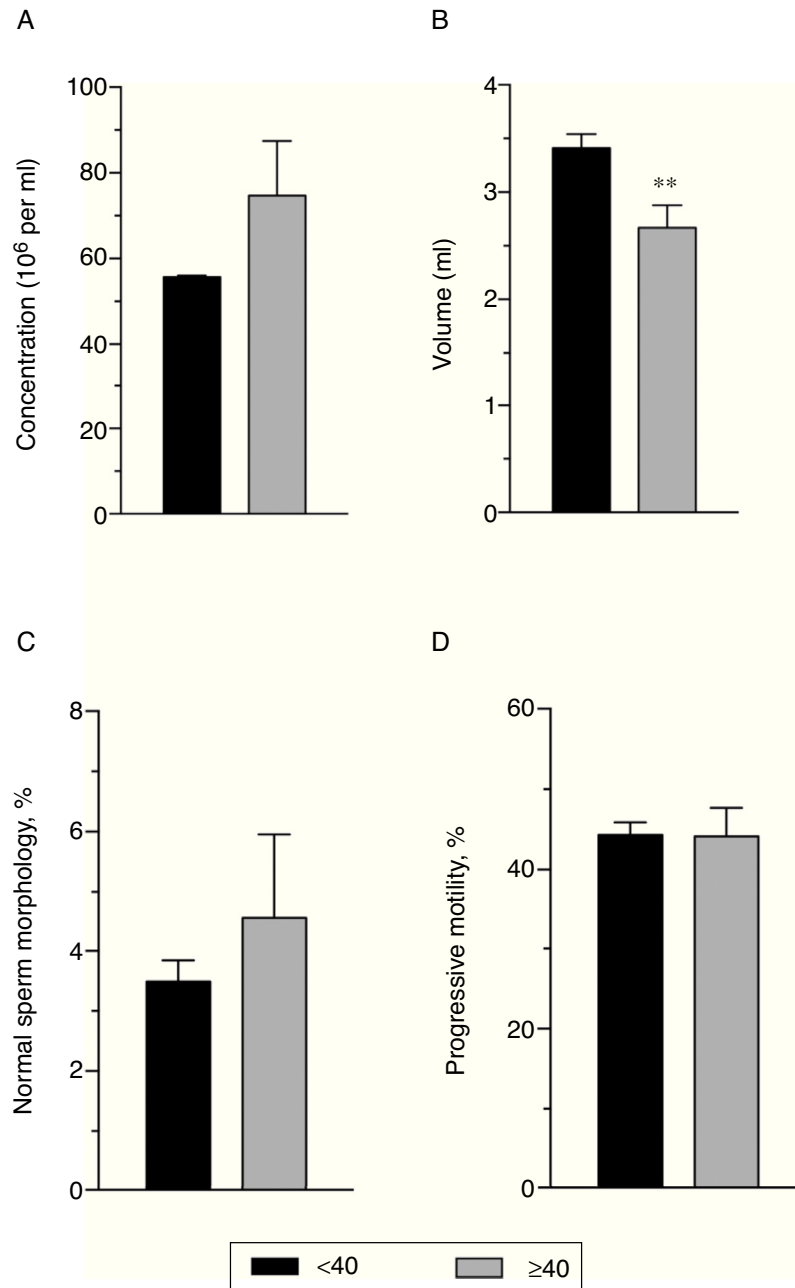 A
Concentration (10⁶ per ml)
100
80
60
40
20
0
B
Volume (ml)
4
3
2
1
0
**
C
Normal sperm morphology, %
8
6
4
2
0
D
Progressive motility, %
60
40
20
0
<40 ≥40